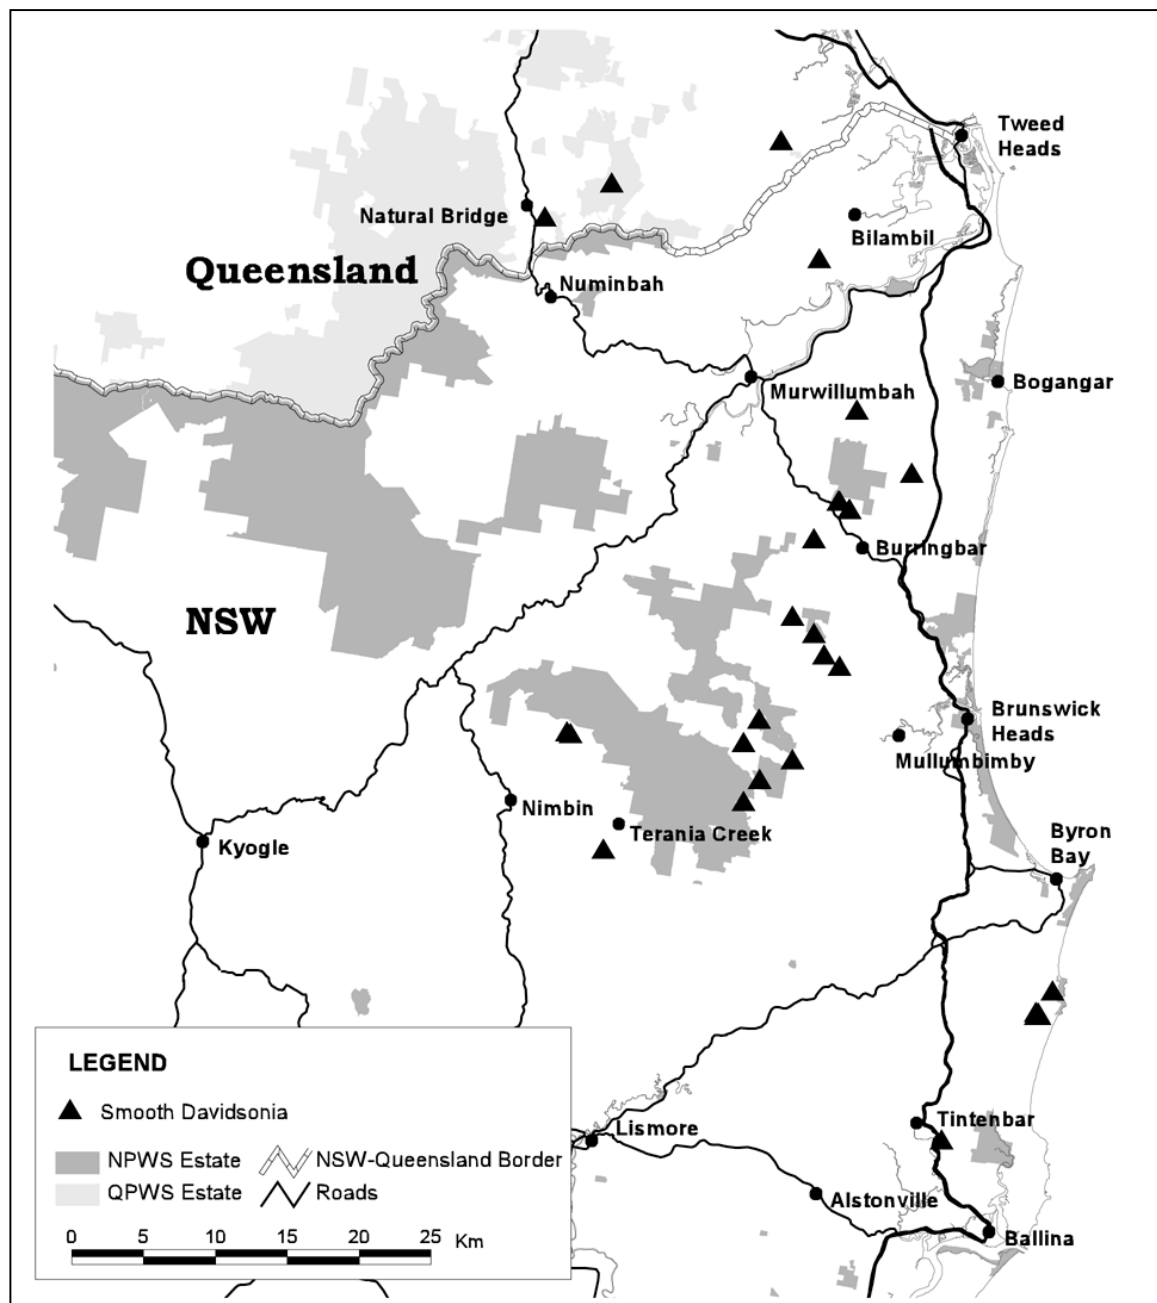 Tweed
Heads
Natural Bridge
Bilambil
Queensland
Numinbah
Bogangar
Murwillumbah
Burringbar
NSW
Brunswick
Heads
Mullumbimby
Nimbin
Terania Creek
Byron
Bay
Kyogle
LEGEND
Smooth Davidsonia
NPWS Estate
NSW-Queensland Border
QPWS Estate
Roads
0 5 10 15 20 25 Km
Tintenbar
Lismore
Alstonville
Ballina